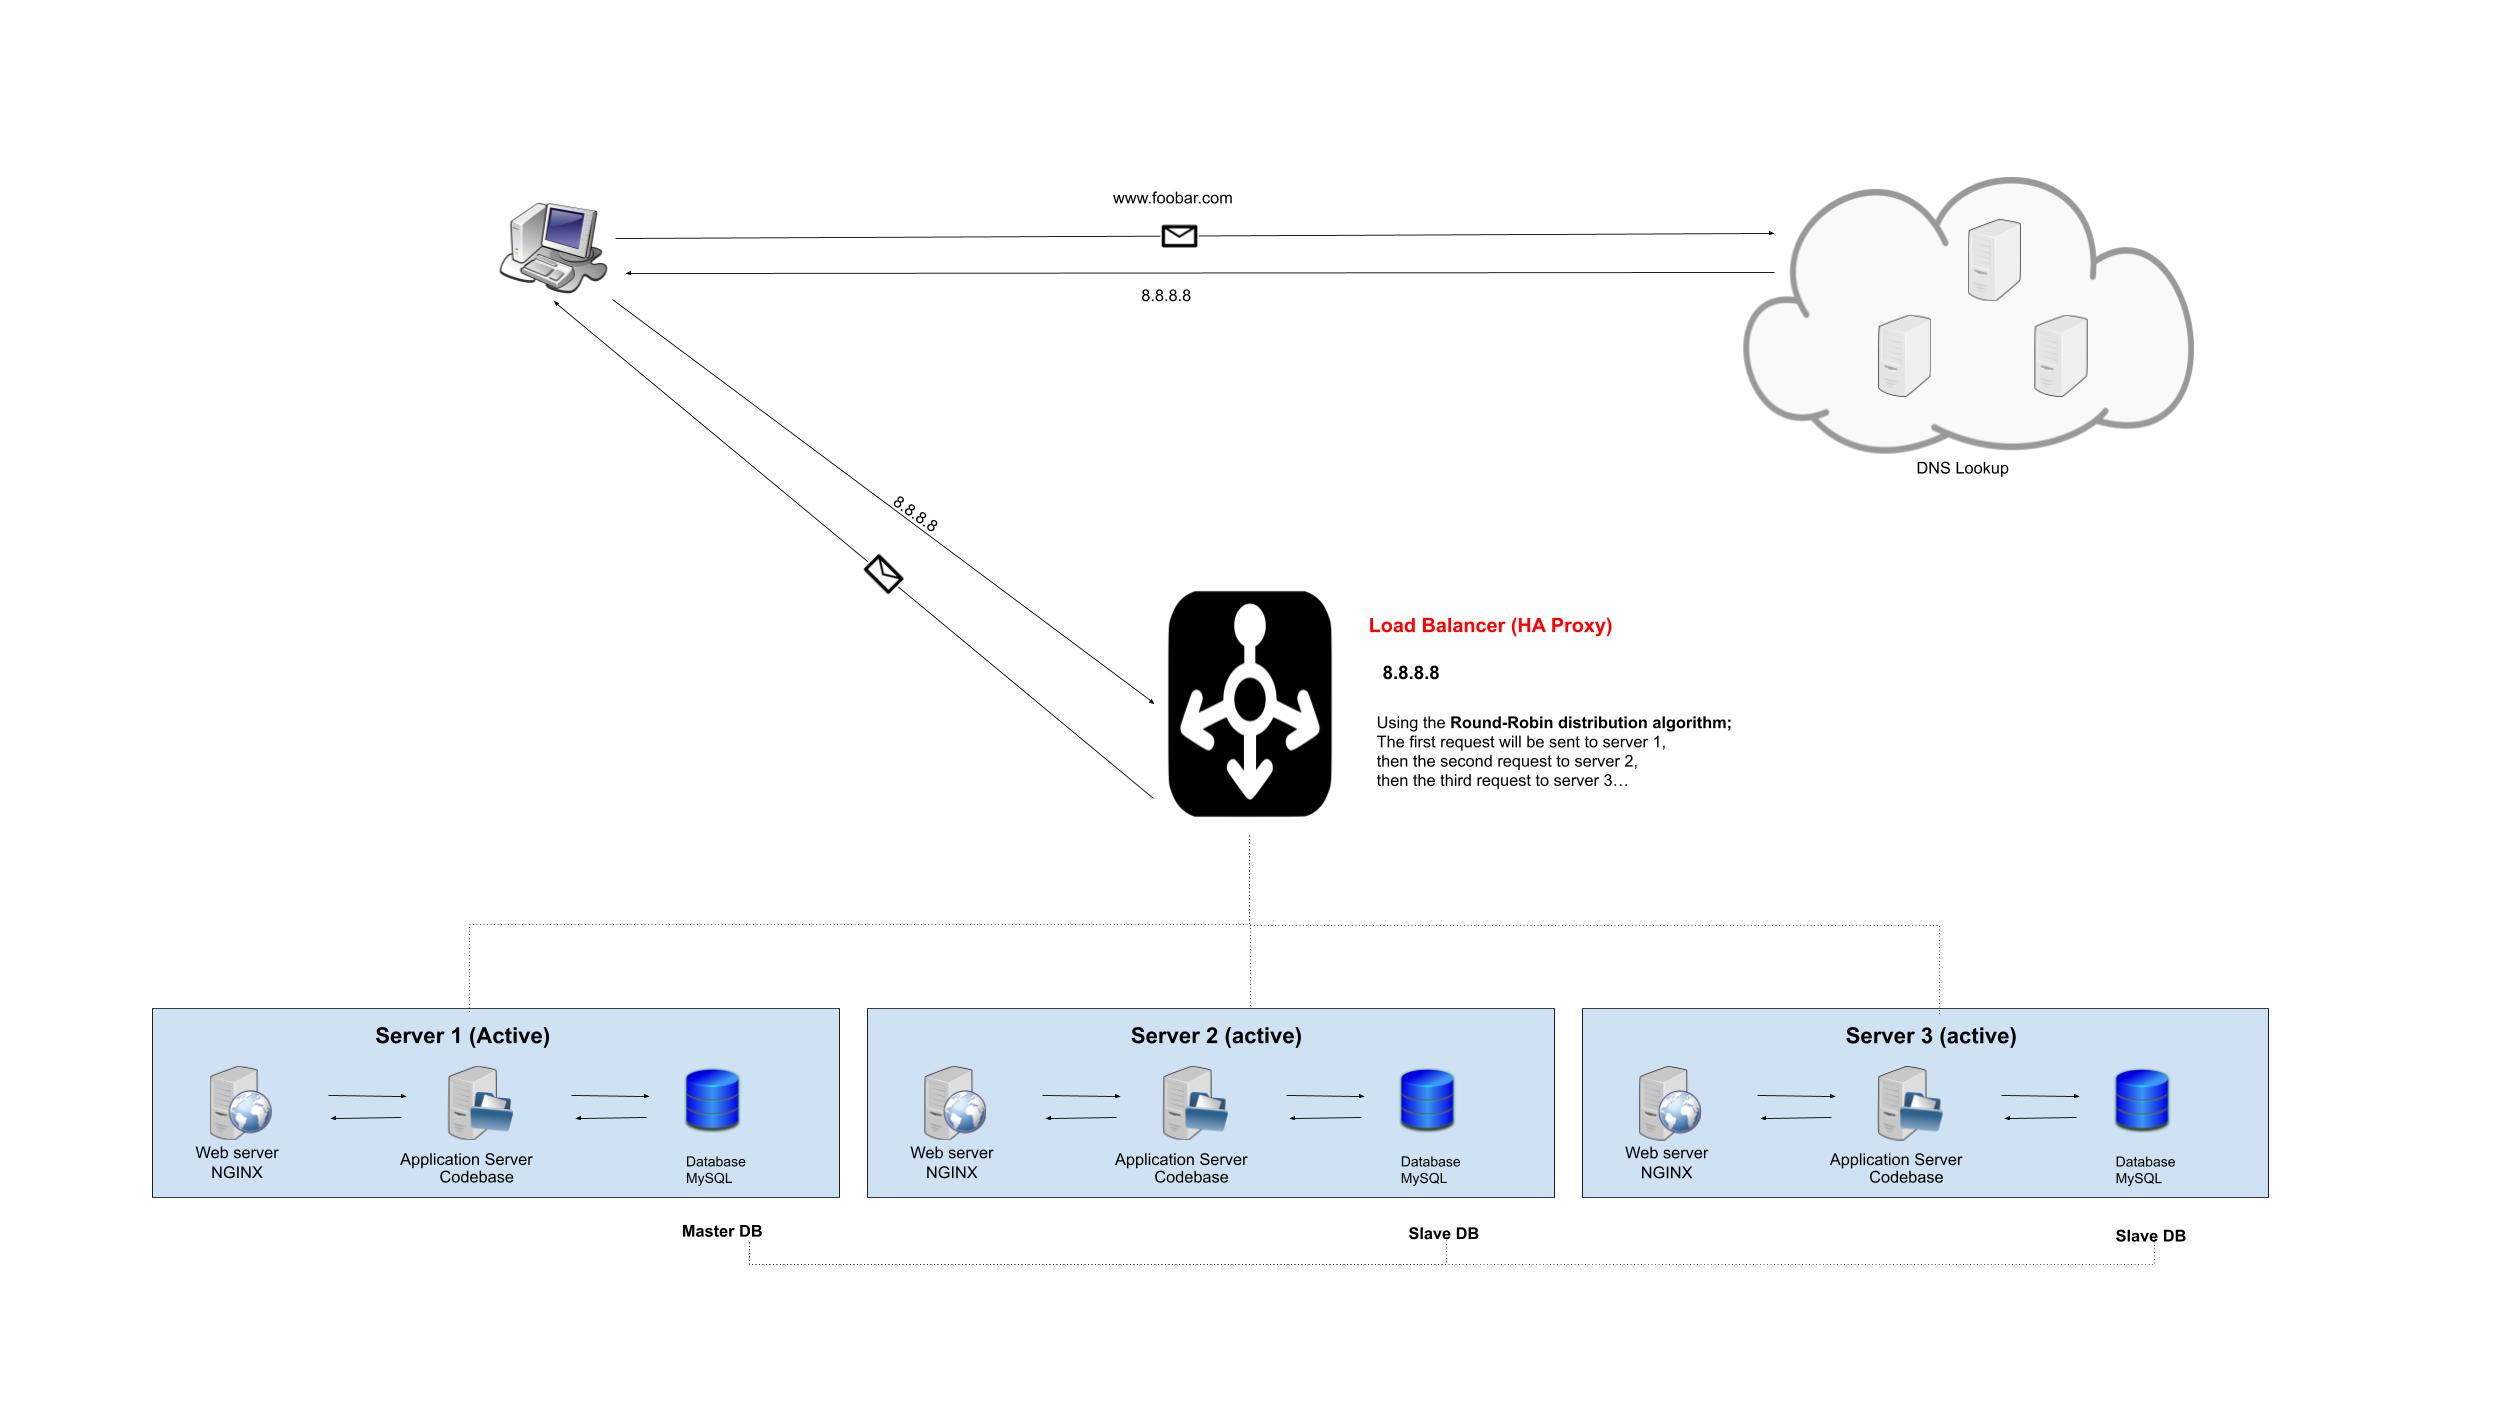 www.foobar.com
8.8.8.8
DNS Lookup
8.8.8.8
Load Balancer (HA Proxy)
8.8.8.8
Using the Round-Robin distribution algorithm;
The first request will be sent to server 1,
then the second request to server 2,
then the third request to server 3…
Server 1 (Active)
Web server
NGINX
Application Server
Codebase
Database
MySQL
Server 2 (active)
Web server
NGINX
Application Server
Codebase
Database
MySQL
Server 3 (active)
Web server
NGINX
Application Server
Codebase
Database
MySQL
Master DB
Slave DB
Slave DB